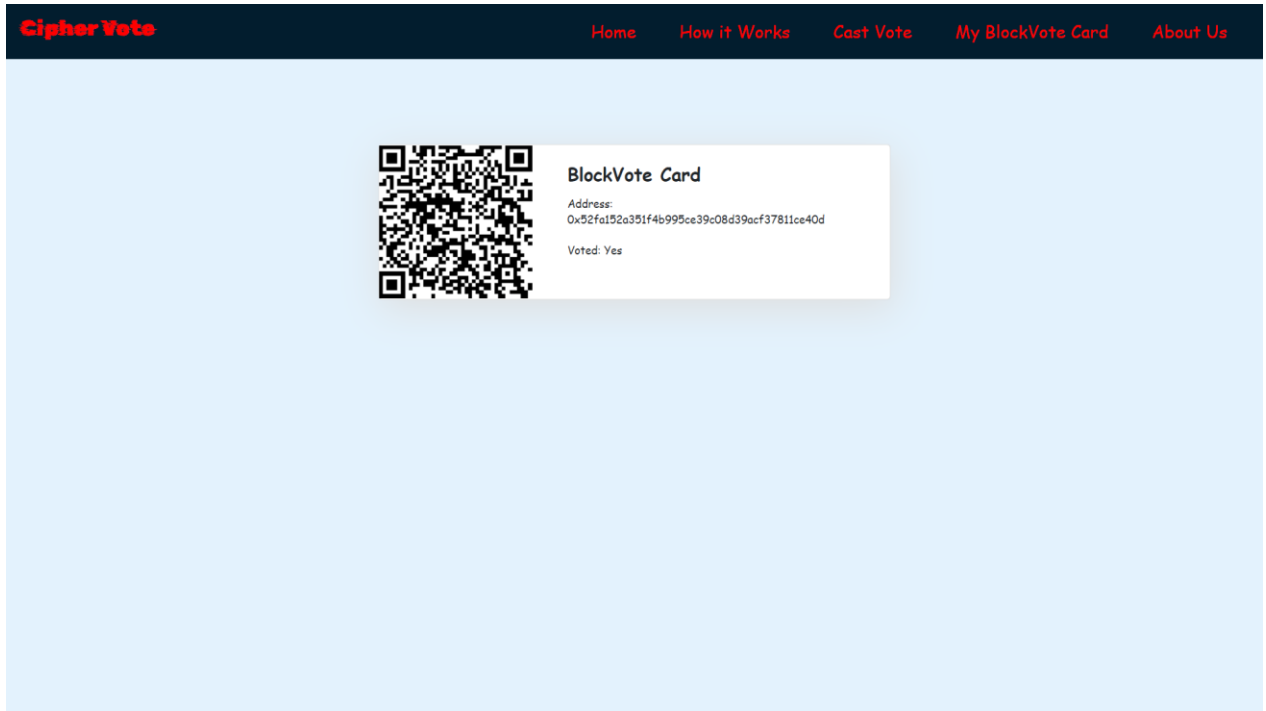 Cipher Vote
Home How it Works Cast Vote My BlockVote Card About Us
BlockVote Card
Address:
0x52fa152a351f4b995ce39c08d39acf37811ce40d
Voted: Yes